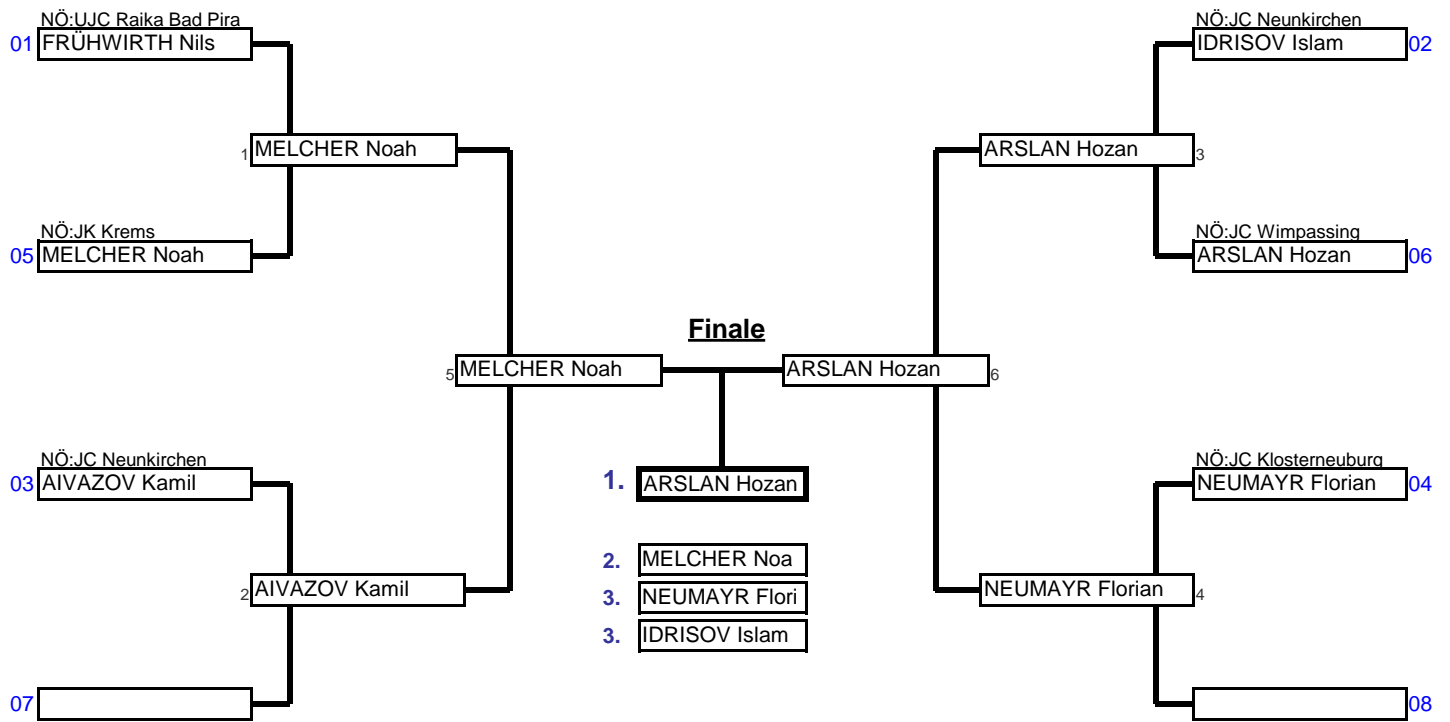 NÖ:UJC Raika Bad Pira
01 FRÜHWIRTH Nils
NÖ:JC Neunkirchen
IDRISOV Islam 02
1 MELCHER Noah
ARSLAN Hozan 3
NÖ:JK Krems
05 MELCHER Noah
NÖ:JC Wimpassing
ARSLAN Hozan 06
Finale
5 MELCHER Noah
ARSLAN Hozan 6
NÖ:JC Neunkirchen
03 AIVAZOV Kamil
NÖ:JC Klosterneuburg
NEUMAYR Florian 04
1. ARSLAN Hozan
2. MELCHER Noa
3. NEUMAYR Flori
3. IDRISOV Islam
2 AIVAZOV Kamil
NEUMAYR Florian 4
07
08